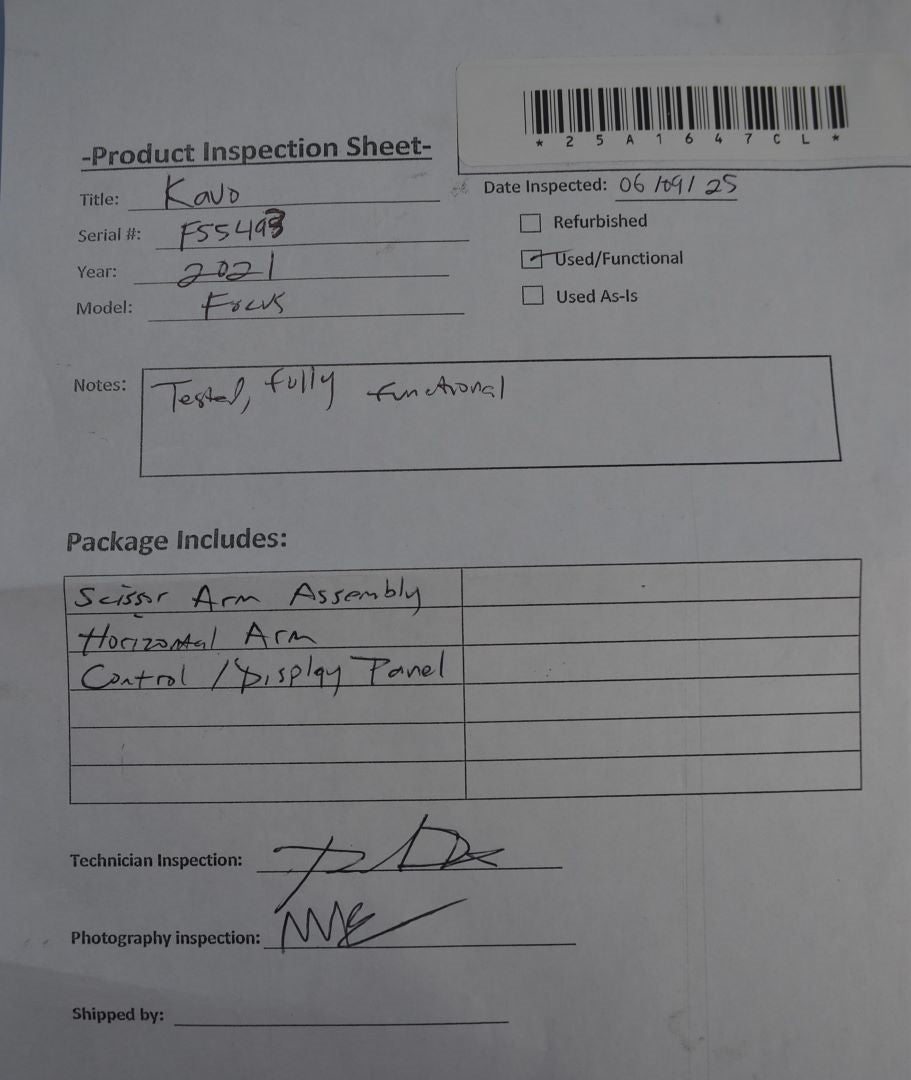 * 2 5 A 1 6 4 7 C L *
-Product Inspection Sheet-
Title: Kavo
Date Inspected: 06/09/25
Serial #: F55493
Refurbished
Year: 2021
Used/Functional
Model: Focus
Used As-Is
Notes: Tested, fully functional
Package Includes:
Scissor Arm Assembly
Horizontal Arm
Control / Display Panel
Technician Inspection:
Photography inspection:
Shipped by: